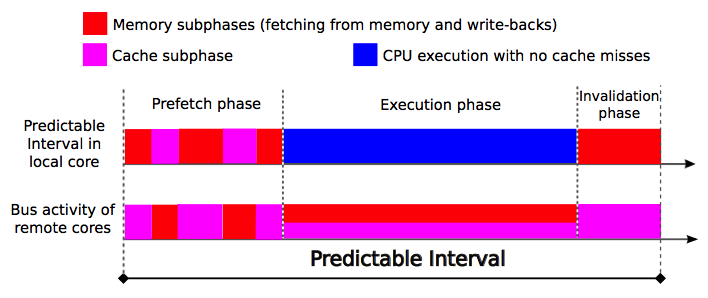 Memory subphases (fetching from memory and write-backs)
Cache subphase
CPU execution with no cache misses
Prefetch phase
Execution phase
Invalidation
phase
Predictable
Interval in
local core
Bus activity of
remote cores
Predictable Interval